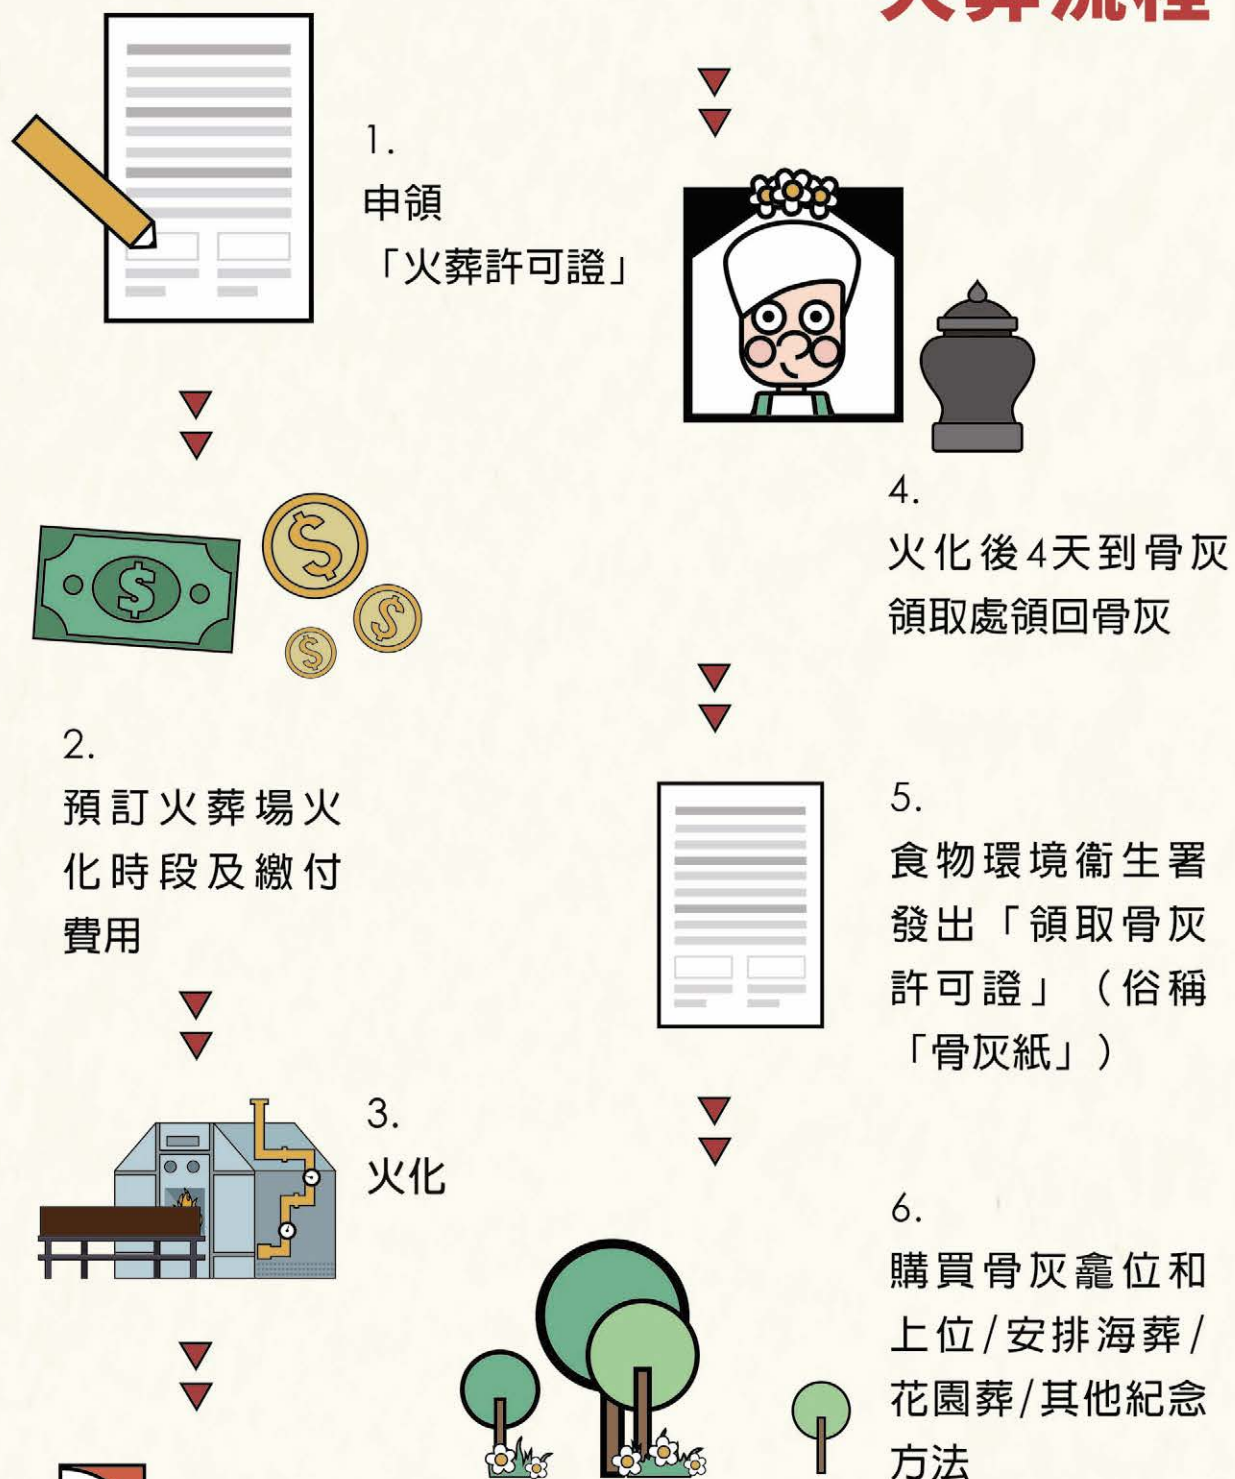 火葬流程
1.
申領
「火葬許可證」
2.
預訂火葬場火
化時段及繳付
費用
3.
火化
4.
火化後4天到骨灰
領取處領回骨灰
5.
食物環境衞生署
發出「領取骨灰
許可證」（俗稱
「骨灰紙」）
6.
購買骨灰龕位和
上位/安排海葬/
花園葬/其他紀念
方法